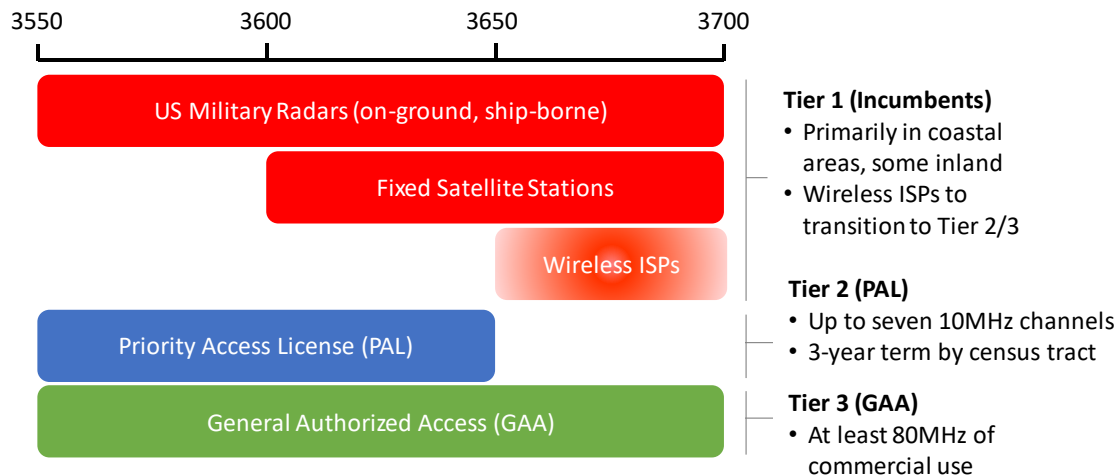 3550 3600 3650 3700
US Military Radars (on-ground, ship-borne)
Fixed Satellite Stations
Wireless ISPs
Priority Access License (PAL)
General Authorized Access (GAA)
Tier 1 (Incumbents)
• Primarily in coastal
areas, some inland
• Wireless ISPs to
transition to Tier 2/3
Tier 2 (PAL)
• Up to seven 10MHz channels
• 3-year term by census tract
Tier 3 (GAA)
• At least 80MHz of
commercial use